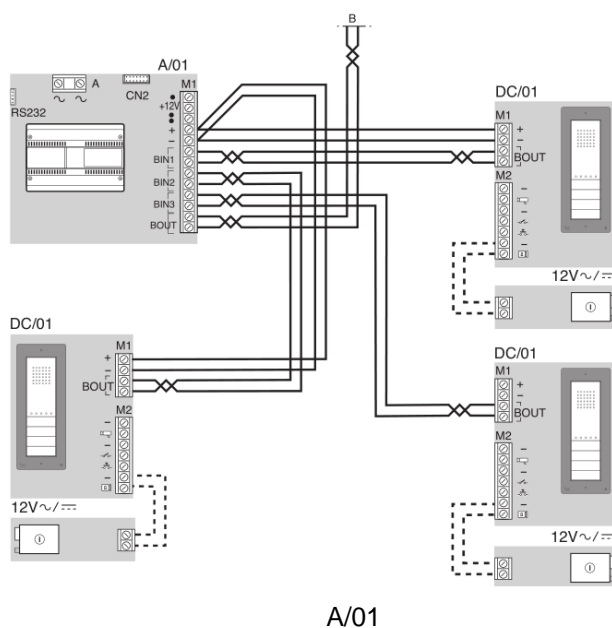 B
A/01
A
CN2
RS232
M1
+12V
+
−
BIN1
BIN2
BIN3
BOUT
DC/01
M1
+
−
BOUT
M2
−
−
−
12V~/⎓
DC/01
M1
+
−
BOUT
M2
−
−
−
12V~/⎓
DC/01
M1
+
−
BOUT
M2
−
−
−
12V~/⎓
A/01